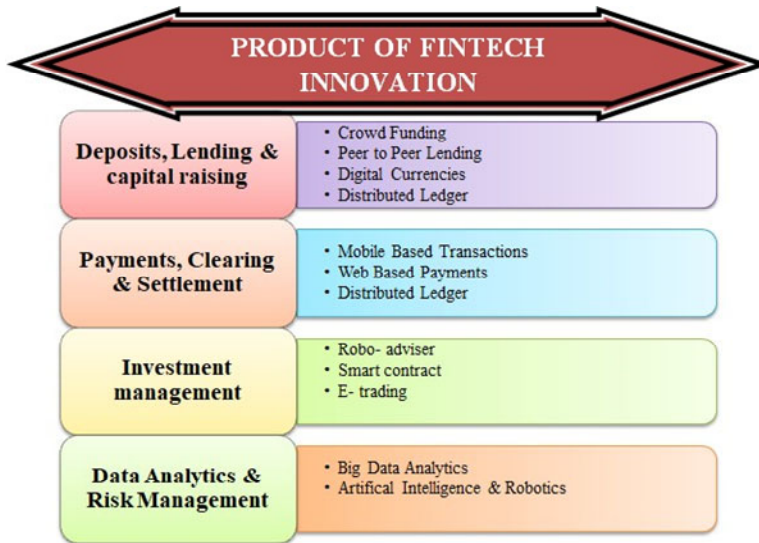 PRODUCT OF FINTECH
INNOVATION
Deposits, Lending &
capital raising
• Crowd Funding
• Peer to Peer Lending
• Digital Currencies
• Distributed Ledger
Payments, Clearing
& Settlement
• Mobile Based Transactions
• Web Based Payments
• Distributed Ledger
Investment
management
• Robo- adviser
• Smart contract
• E- trading
Data Analytics &
Risk Management
• Big Data Analytics
• Artifical Intelligence & Robotics